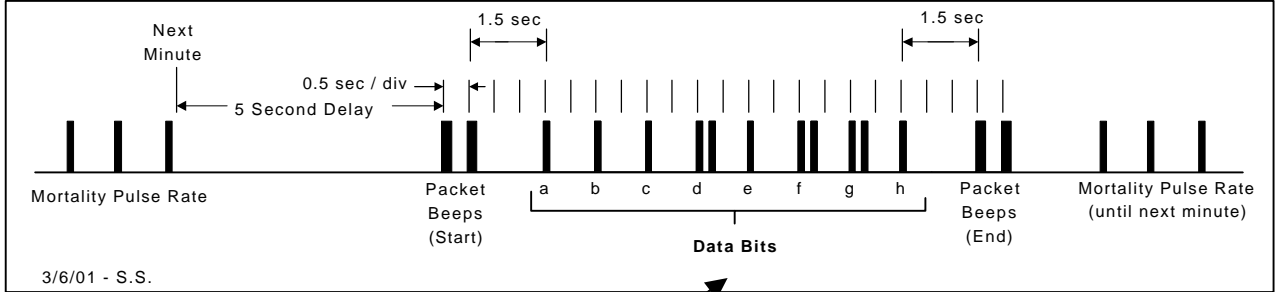 1.5 sec
1.5 sec
Next
Minute
0.5 sec / div
5 Second Delay
Mortality Pulse Rate
Packet
Beeps
(Start)
a b c d e f g h
Data Bits
Packet
Beeps
(End)
Mortality Pulse Rate
(until next minute)
3/6/01 - S.S.